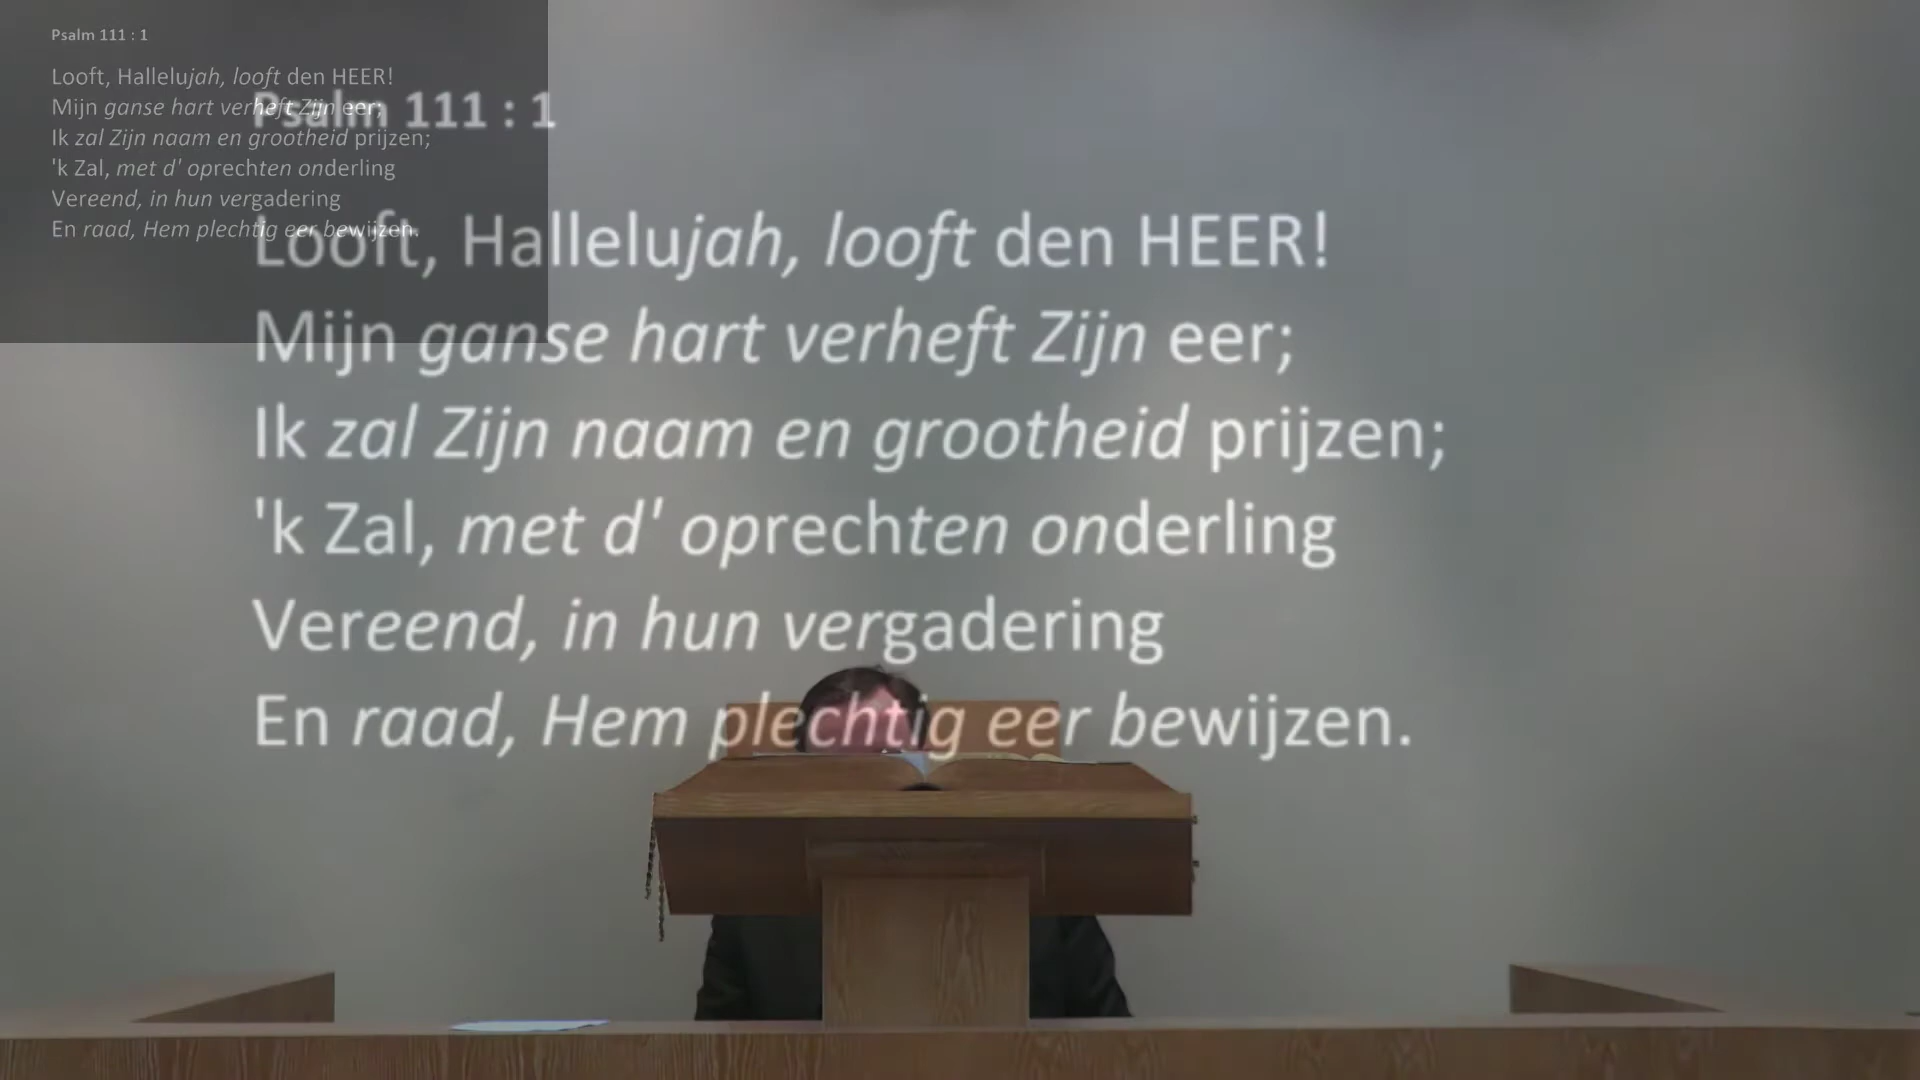 Psalm 111 : 1
Looft, Hallelujah, looft den HEER!
Mijn ganse hart verheft Zijn eer;
Ik zal Zijn naam en grootheid prijzen;
'k Zal, met d' oprechten onderling
Vereend, in hun vergadering
En raad, Hem plechtig eer bewijzen.
Psalm 111 : 1
Looft, Hallelujah, looft den HEER!
Mijn ganse hart verheft Zijn eer;
Ik zal Zijn naam en grootheid prijzen;
'k Zal, met d' oprechten onderling
Vereend, in hun vergadering
En raad, Hem plechtig eer bewijzen.